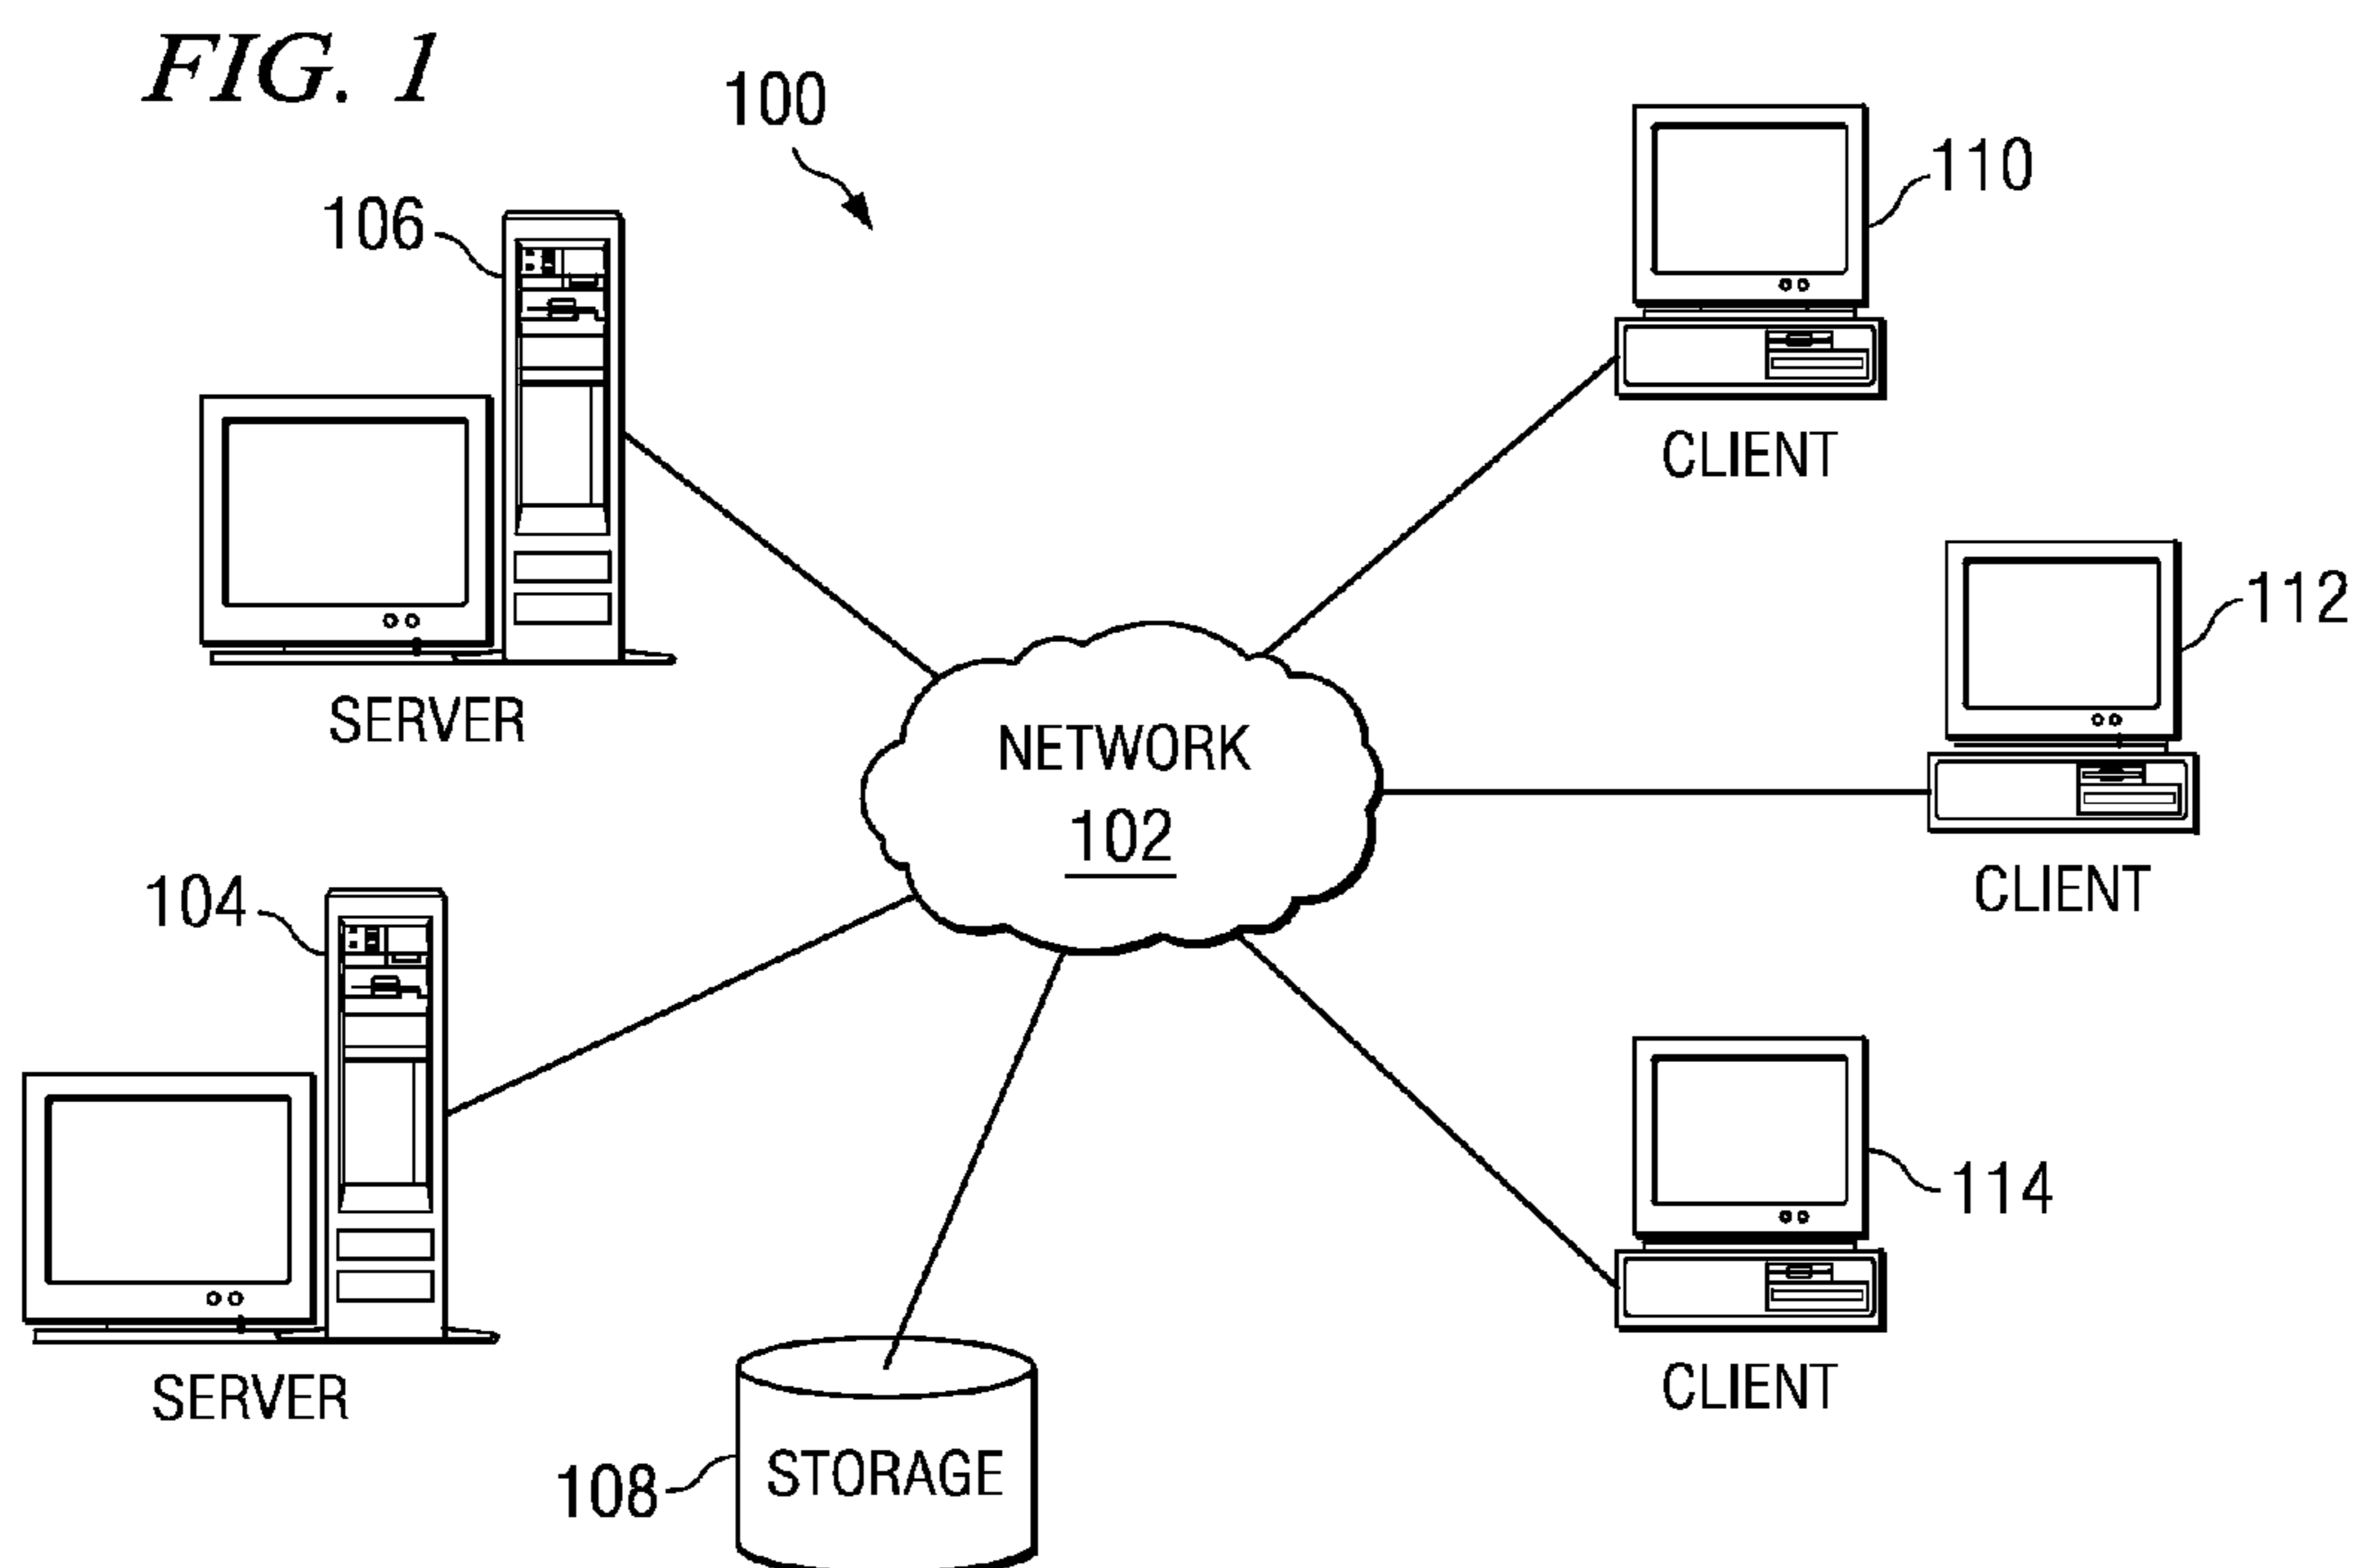 FIG. 1
100
110
106
CLIENT
112
SERVER
NETWORK
102
CLIENT
104
114
SERVER
CLIENT
108
STORAGE